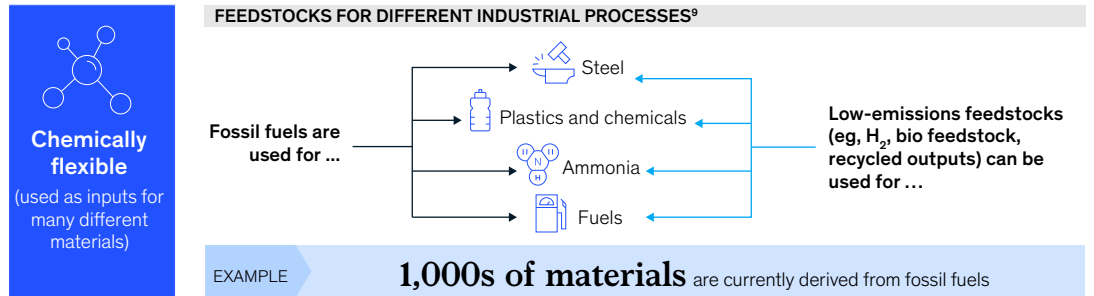 Chemically
flexible
(used as inputs for
many different
materials)
FEEDSTOCKS FOR DIFFERENT INDUSTRIAL PROCESSES⁹
Fossil fuels are
used for ...
Steel
Plastics and chemicals
H H
N
H
Ammonia
Fuels
Low-emissions feedstocks
(eg, H₂, bio feedstock,
recycled outputs) can be
used for ...
EXAMPLE
1,000s of materials are currently derived from fossil fuels